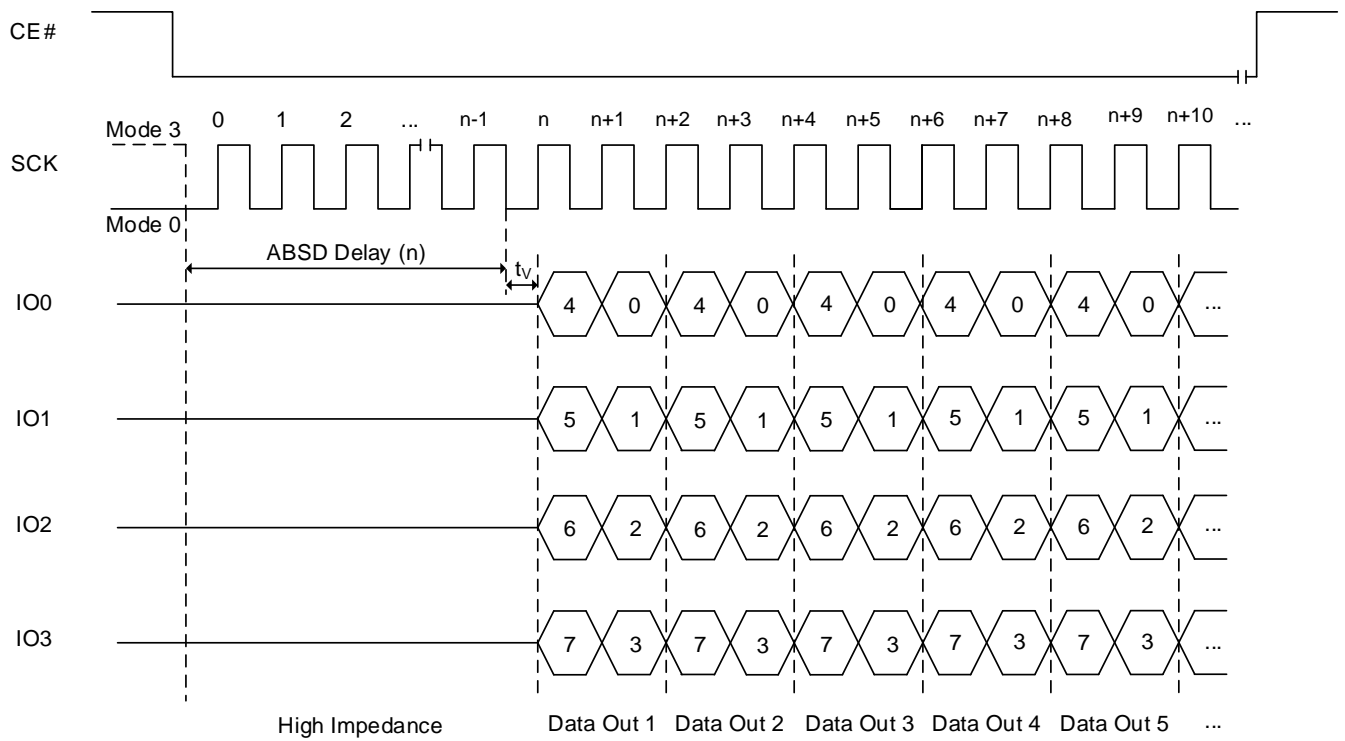 CE#
0 1 2 ... n-1 n n+1 n+2 n+3 n+4 n+5 n+6 n+7 n+8 n+9 n+10 ...
Mode 3
SCK
Mode 0
ABSD Delay (n)
tV
IO0 4 0 4 0 4 0 4 0 4 0 ...
IO1 5 1 5 1 5 1 5 1 5 1 ...
IO2 6 2 6 2 6 2 6 2 6 2 ...
IO3 7 3 7 3 7 3 7 3 7 3 ...
High Impedance Data Out 1 Data Out 2 Data Out 3 Data Out 4 Data Out 5 ...